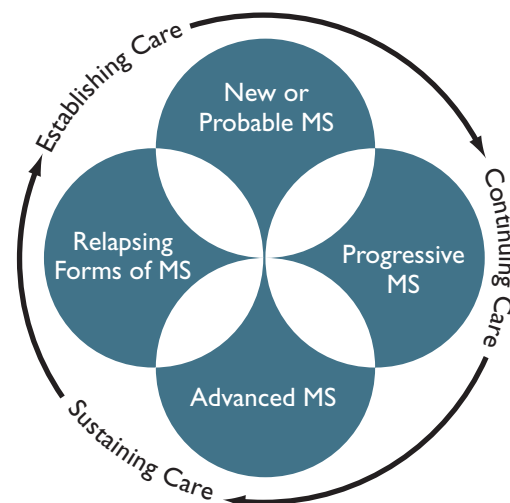 Establishing Care
New or
Probable MS
Relapsing
Forms of MS
Progressive
MS
Continuing Care
Advanced MS
Sustaining Care